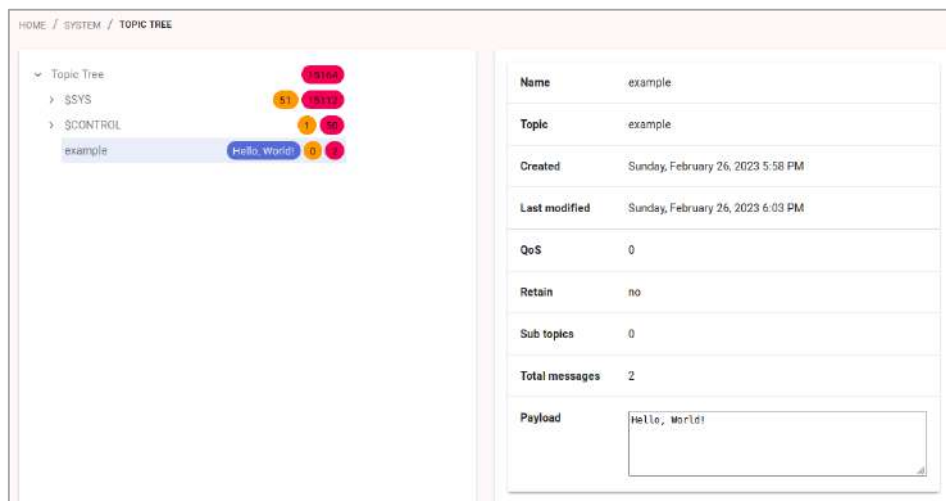 HOME / SYSTEM / TOPIC TREE
Topic Tree
$SYS 51
$CONTROL 1 50
example Hello, World! 0
Name example
Topic example
Created Sunday, February 26, 2023 5:58 PM
Last modified Sunday, February 26, 2023 6:03 PM
QoS 0
Retain no
Sub topics 0
Total messages 2
Payload Hello, World!